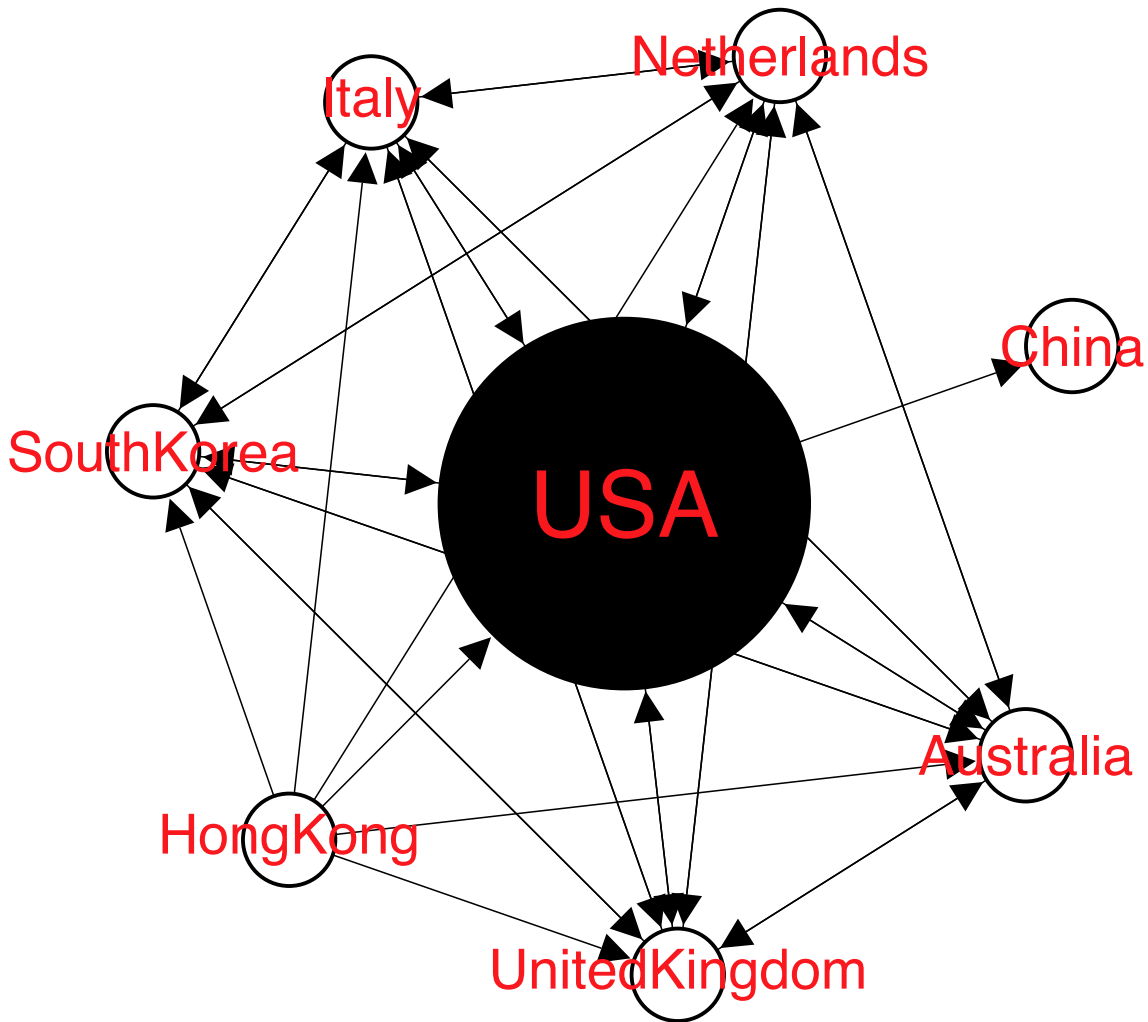 Netherlands
Italy
China
SouthKorea
USA
Australia
HongKong
UnitedKingdom